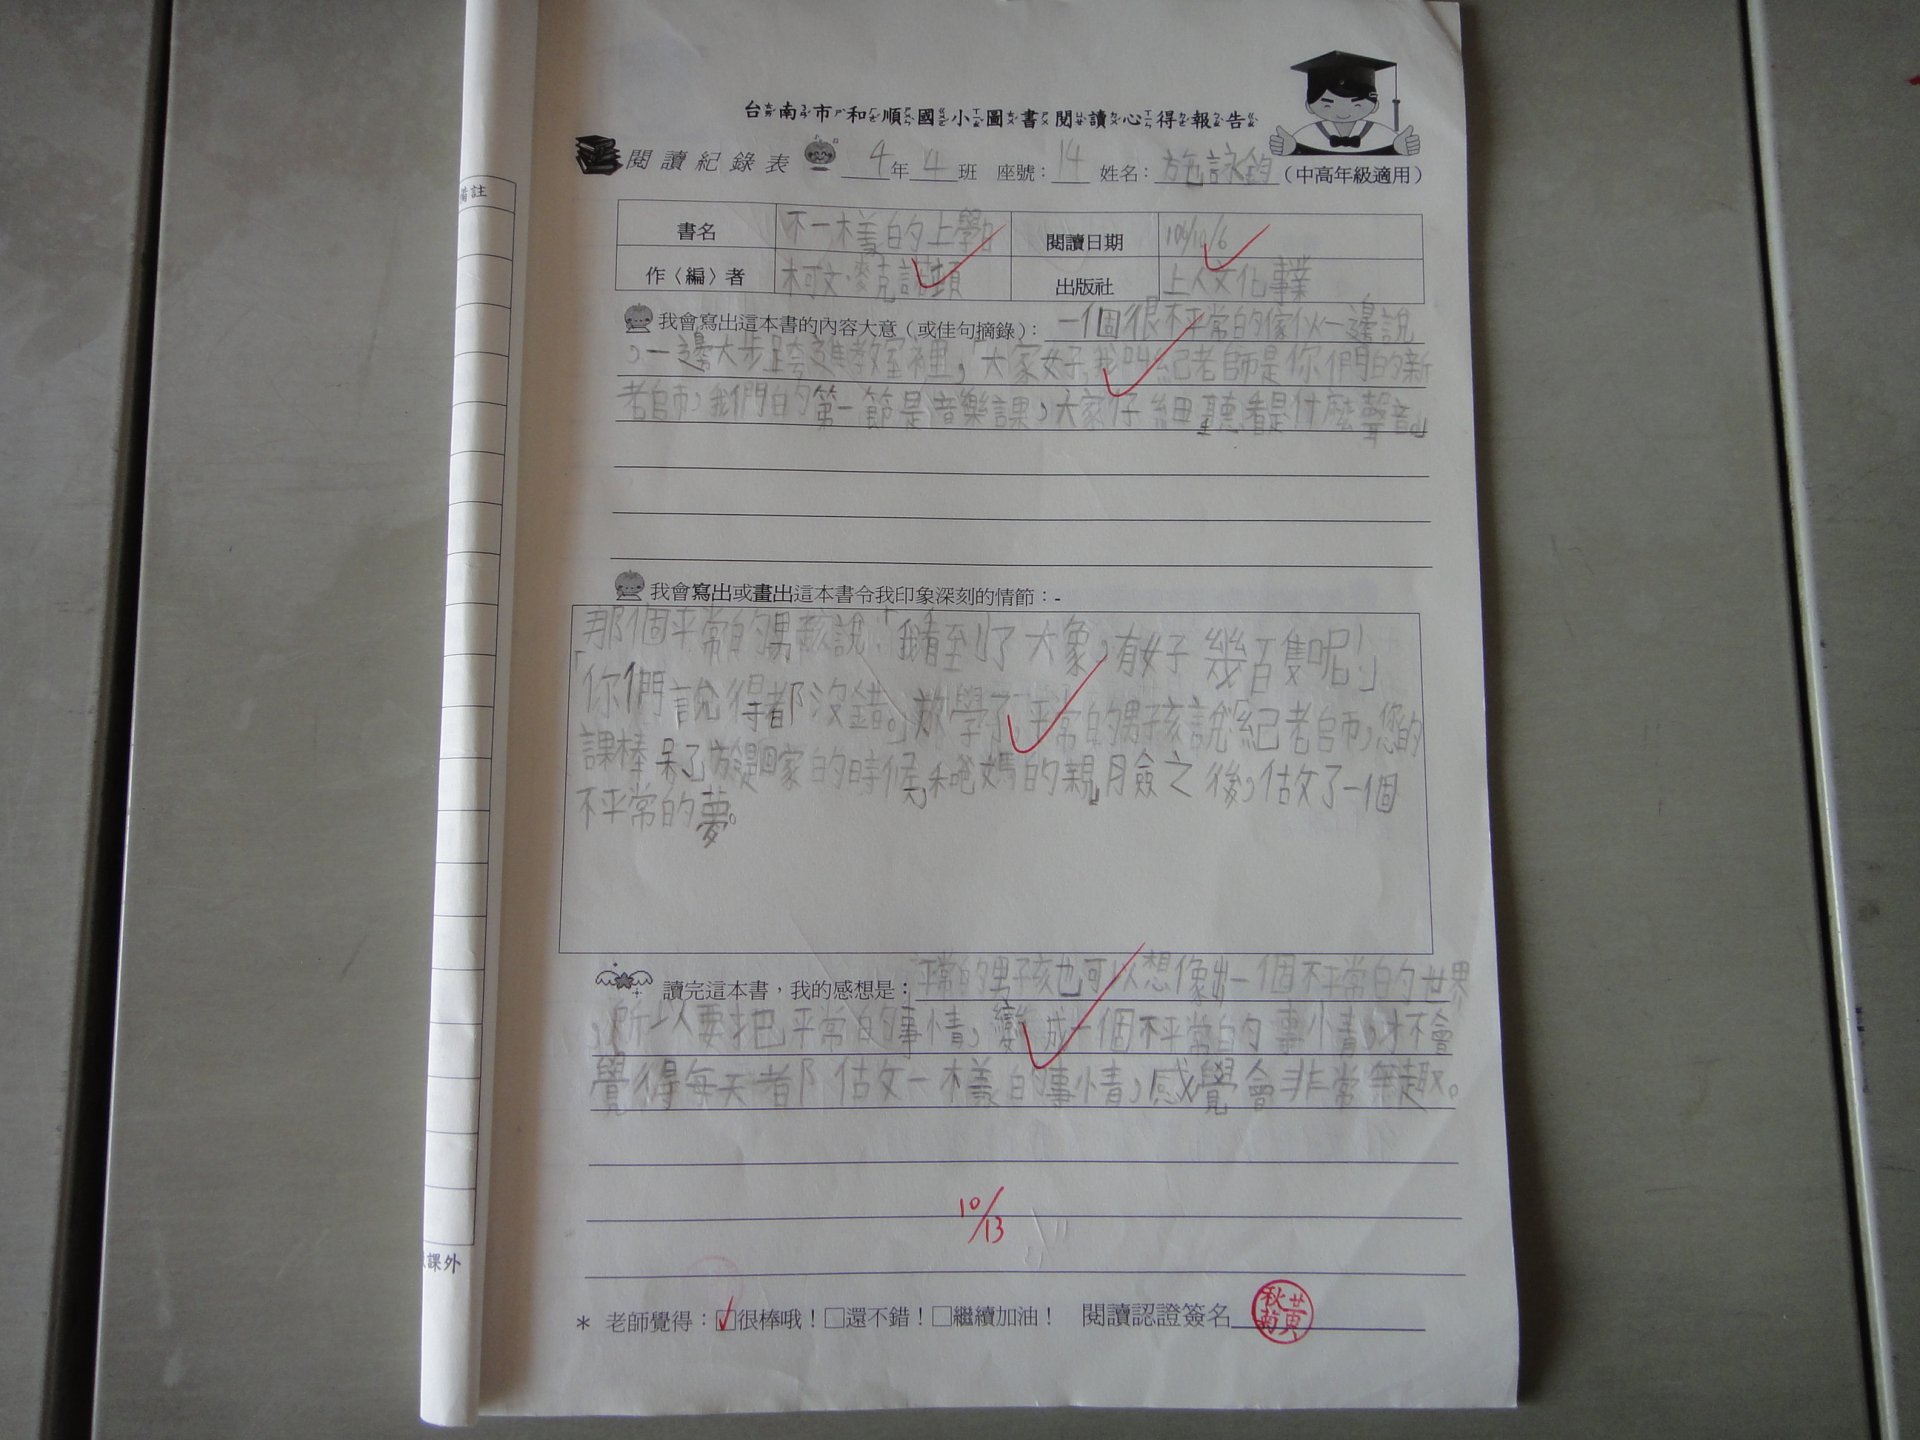 台南市和順國小圖書閱讀心得報告
閱讀紀錄表 4年4班 座號：14 姓名：施詠鈞（中高年級適用）
備註
書名 不一樣的上學日 閱讀日期 106/10/6
作〈編〉者 柯文·麥克諾頓 出版社 上人文化事業
我會寫出這本書的內容大意（或佳句摘錄）： 一個很不平常的傢似一邊說
，一邊大步跨進教室裡，「大家好，我叫紀老師是你們的新
老師，我們的第一節是音樂課，大家仔細聽看是什麼聲音。」
我會寫出或畫出這本書令我印象深刻的情節：-
那個平常的男孩說：「我看到了大象，有好幾百隻呢！」
「你們說得都沒錯。」放學了，平常的男孩說「紀老師，您的
課棒呆了」放學回家的時候，和爸媽的親臉之後，做了一個
不平常的夢。
讀完這本書，我的感想是：平常的男孩也可以想像出一個不平常的世界
，所以要把平常的事情，變成一個不平常的事情，才不會
覺得每天都做一樣的事情，感覺會非常無趣。
10/13
課外
＊ 老師覺得：☑很棒哦！□還不錯！□繼續加油！ 閱讀認證簽名 黃秋菊